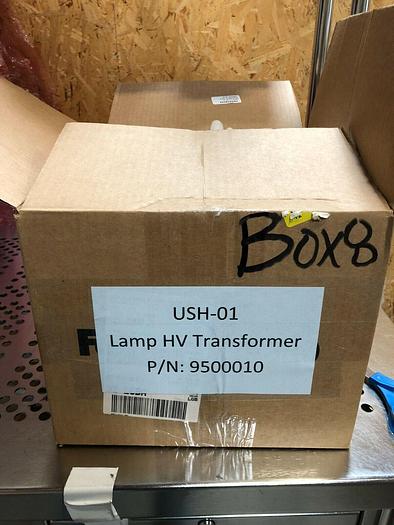 Box8
USH-01
Lamp HV Transformer
P/N: 9500010